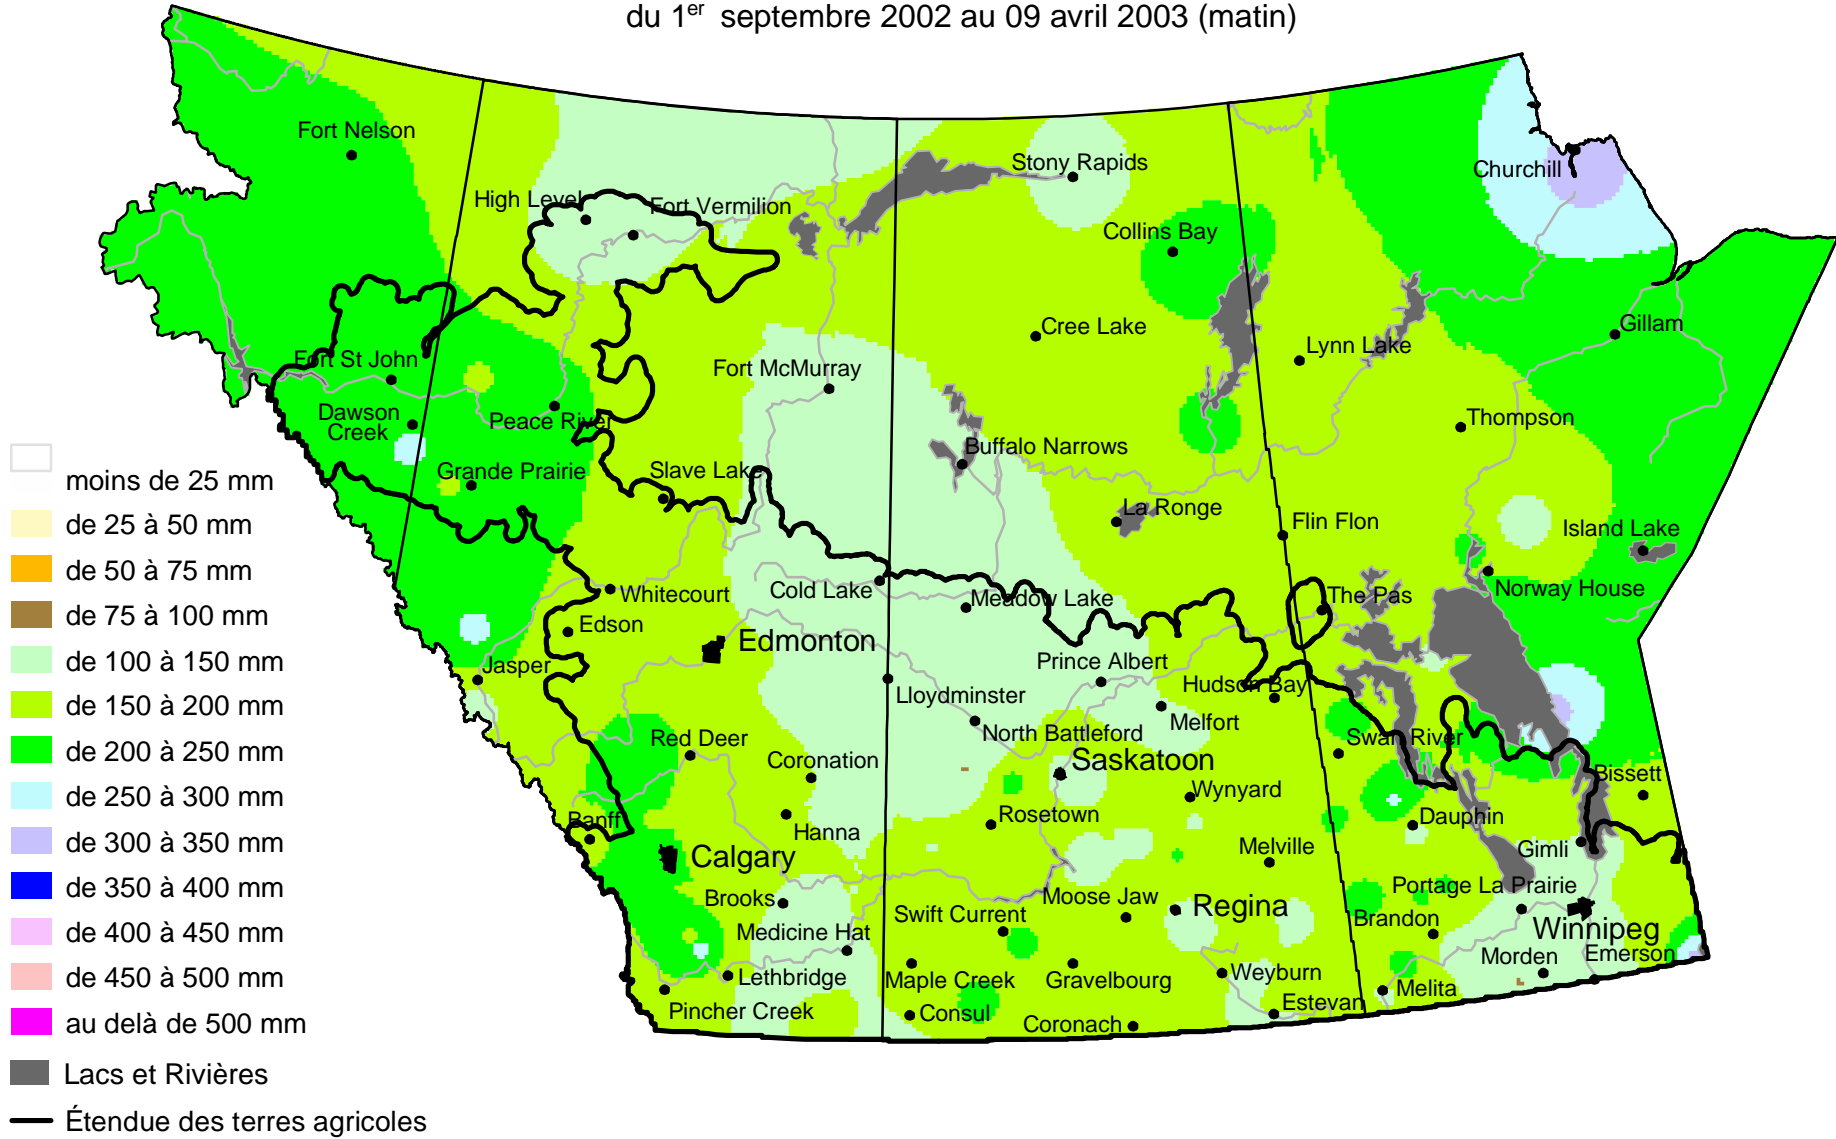 du 1er septembre 2002 au 09 avril 2003 (matin)
Fort Nelson
Churchill
Stony Rapids
High Level
Fort Vermilion
Collins Bay
Gillam
Cree Lake
Lynn Lake
Fort St John
Fort McMurray
Dawson
Creek
Peace River
Thompson
Buffalo Narrows
Grande Prairie
Slave Lake
La Ronge
Flin Flon
Island Lake
Whitecourt
Cold Lake
Meadow Lake
The Pas
Norway House
Edson
Edmonton
Jasper
Prince Albert
Lloydminster
Hudson Bay
Melfort
North Battleford
Red Deer
Swan River
Coronation
Saskatoon
Bissett
Wynyard
Rosetown
Banff
Hanna
Dauphin
Calgary
Melville
Gimli
Portage La Prairie
Brooks
Moose Jaw
Regina
Swift Current
Brandon
Winnipeg
Medicine Hat
Morden
Emerson
Lethbridge
Maple Creek
Gravelbourg
Weyburn
Melita
Pincher Creek
Consul
Estevan
Coronach
moins de 25 mm
de 25 à 50 mm
de 50 à 75 mm
de 75 à 100 mm
de 100 à 150 mm
de 150 à 200 mm
de 200 à 250 mm
de 250 à 300 mm
de 300 à 350 mm
de 350 à 400 mm
de 400 à 450 mm
de 450 à 500 mm
au delà de 500 mm
Lacs et Rivières
Étendue des terres agricoles